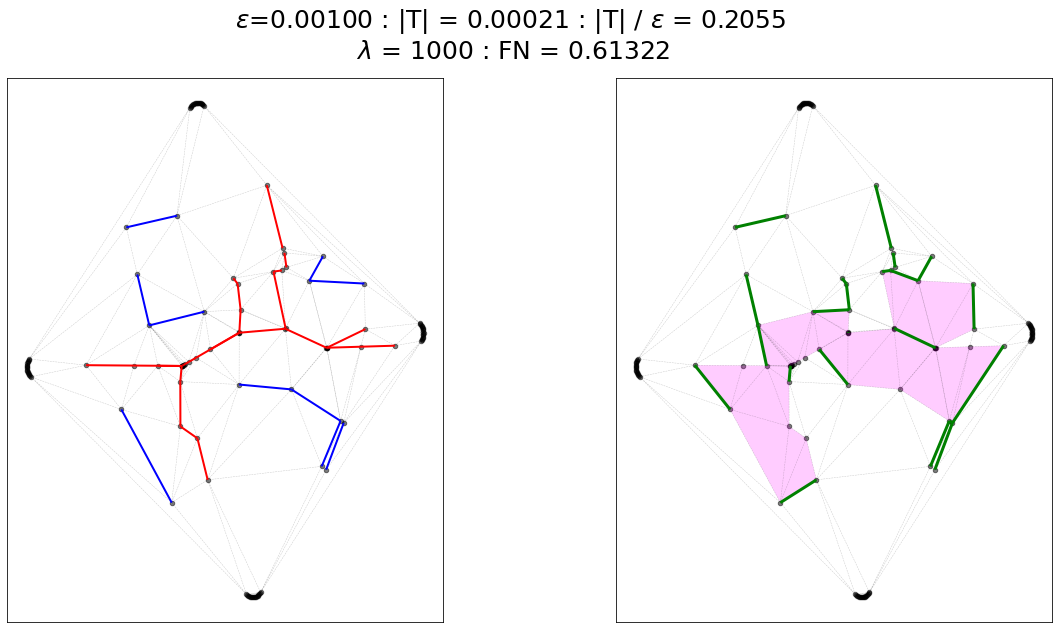 ε=0.00100 : |T| = 0.00021 : |T| / ε = 0.2055
λ = 1000 : FN = 0.61322